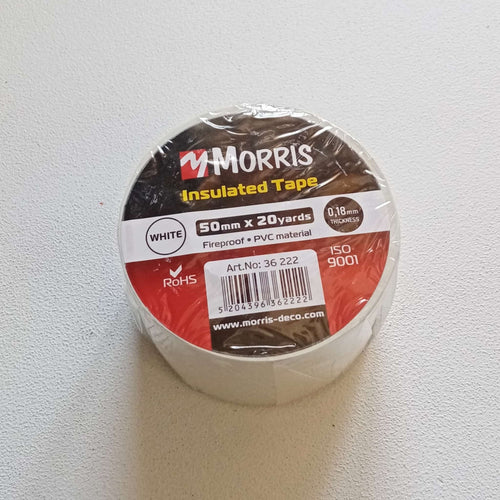 MORRIS
Insulated Tape
WHITE
50mm x 20yards
0,18mm
THICKNESS
Fireproof • PVC material
RoHS
Art.No: 36 222
ISO
9001
5 204396 362222
www.morris-deco.com